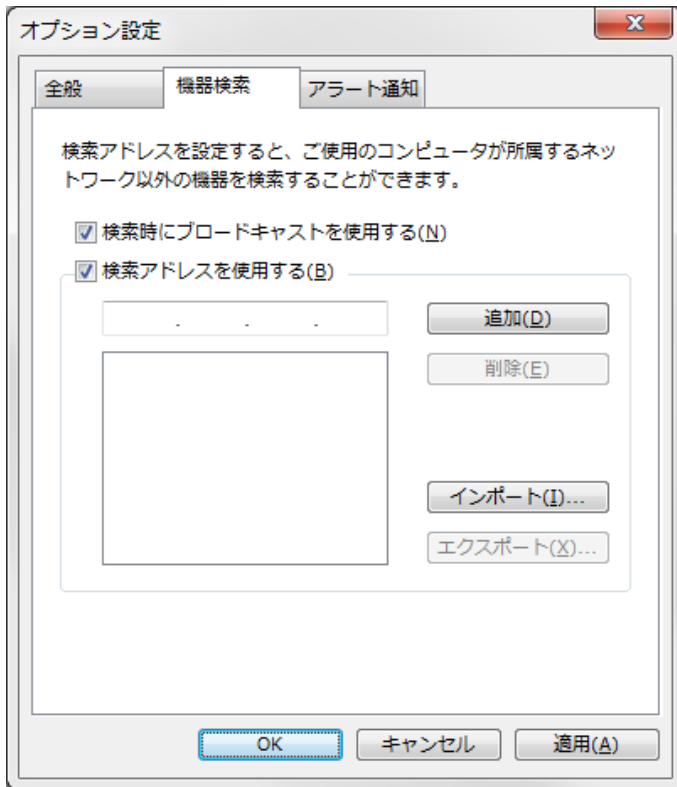 オプション設定
全般 機器検索 アラート通知
検索アドレスを設定すると、ご使用のコンピュータが所属するネッ
トワーク以外の機器を検索することができます。
検索時にブロードキャストを使用する(N)
検索アドレスを使用する(B)
. . . 追加(D)
削除(E)
インポート(I)...
エクスポート(X)...
OK キャンセル 適用(A)